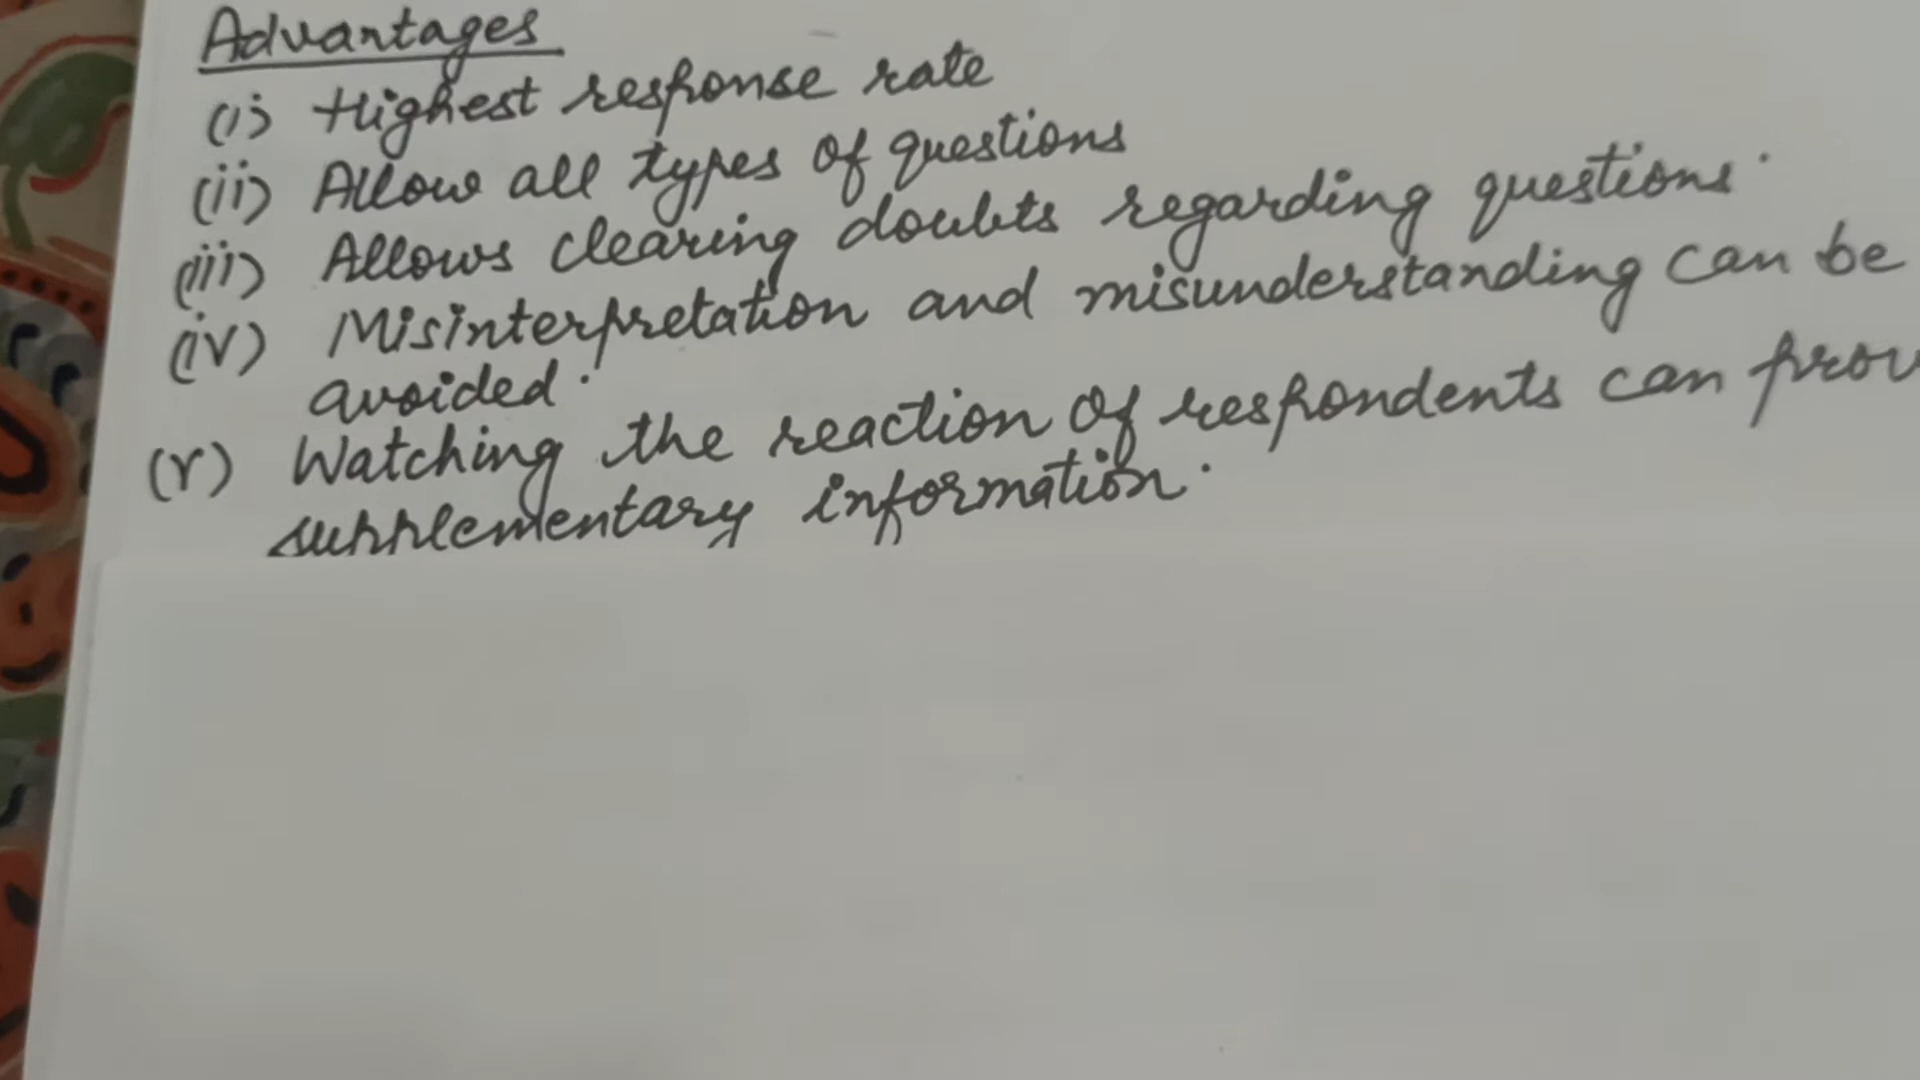 Advantages
(i) Highest response rate
(ii) Allow all types of questions
(iii) Allows clearing doubts regarding questions.
(iv) Misinterpretation and misunderstanding can be
avoided.
(v) Watching the reaction of respondents can prov
supplementary information.